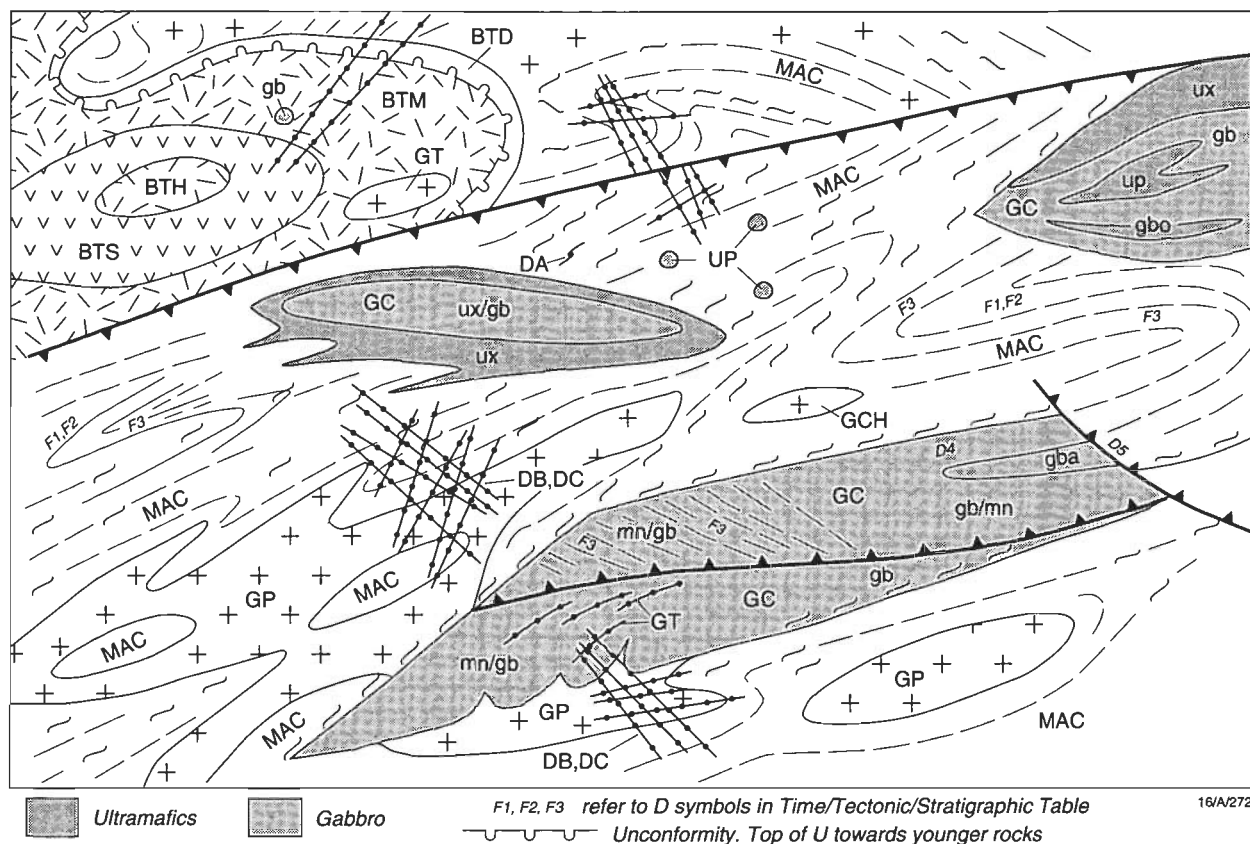 BTD
MAC
gb
BTM
ux
gb
GT
MAC
BTH
up
GC
gbo
BTS
DA
UP
GC
ux/gb
F3
F1,F2
F3
ux
MAC
F1,F2
F3
GCH
D4
D5
gba
DB,DC
GC
MAC
mn/gb
F3
gb/mn
MAC
gb
GP
GC
GT
MAC
mn/gb
GP
MAC
GP
MAC
DB,DC
Ultramafics
Gabbro
F1, F2, F3 refer to D symbols in Time/Tectonic/Stratigraphic Table
16/A/272
Unconformity. Top of U towards younger rocks